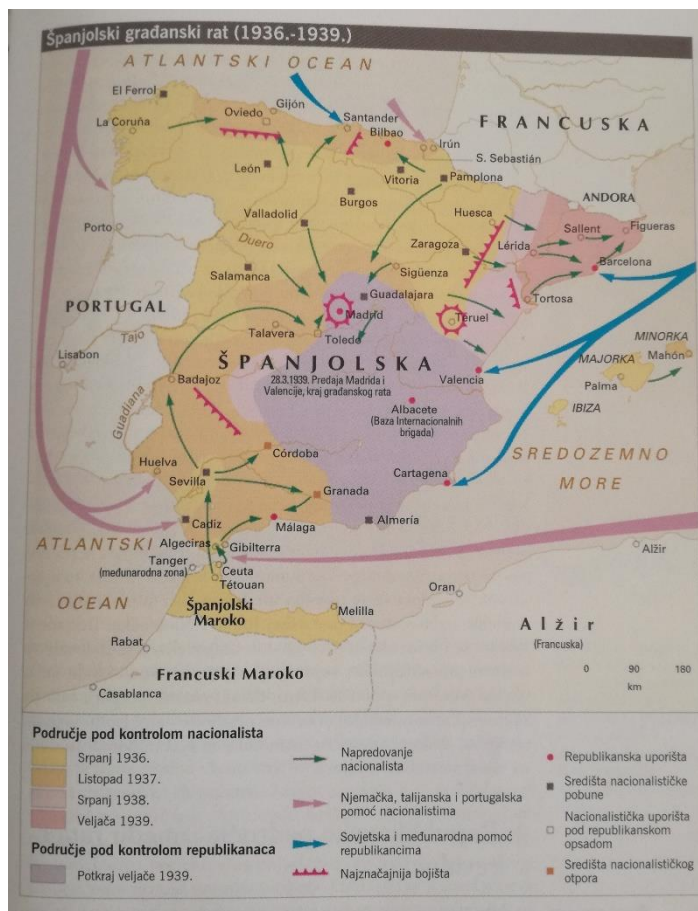 Španjolski građanski rat (1936.-1939.)
ATLANTSKI OCEAN
El Ferrol
La Coruña
Oviedo
Gijón
Santander
Bilbao
Irún
S. Sebastián
FRANCUSKA
León
Vitoria
Pamplona
Burgos
ANDORA
Huesca
Sallent
Figueras
Porto
Valladolid
Duero
Zaragoza
Lérida
Barcelona
Salamanca
Sigüenza
Guadalajara
Tortosa
PORTUGAL
Madrid
Téruel
Talavera
Toledo
MINORKA
Mahón
Tajo
Lisabon
ŠPANJOLSKA
MAJORKA
Palma
Badajoz
28.3.1939. Predaja Madrida i
Valencije, kraj građanskog rata
Valencia
IBIZA
Guadiana
Albacete
(Baza Internacionalnih
brigada)
Córdoba
SREDOZEMNO
MORE
Huelva
Sevilla
Cartagena
Granada
Cadiz
Málaga
Almería
ATLANTSKI
Algeciras
Gibilterra
Tanger
(međunarodna zona)
Ceuta
Tétouan
Alžir
OCEAN
Oran
Španjolski
Maroko
Melilla
Alžir
(Francuska)
Rabat
Francuski Maroko
0 90 180
km
Casablanca
Područje pod kontrolom nacionalista
Srpanj 1936.
Listopad 1937.
Srpanj 1938.
Veljača 1939.
Područje pod kontrolom republikanaca
Potkraj veljače 1939.
Napredovanje
nacionalista
Njemačka, talijanska i portugalska
pomoć nacionalistima
Sovjetska i međunarodna pomoć
republikancima
Najznačajnija bojišta
Republikanska uporišta
Središta nacionalističke
pobune
Nacionalistička uporišta
pod republikanskom
opsadom
Središta nacionalističkog
otpora